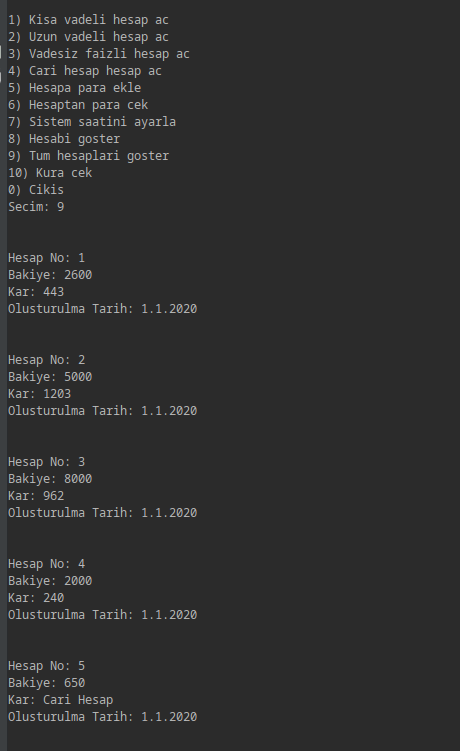 1) Kisa vadeli hesap ac
2) Uzun vadeli hesap ac
3) Vadesiz faizli hesap ac
4) Cari hesap hesap ac
5) Hesapa para ekle
6) Hesaptan para cek
7) Sistem saatini ayarla
8) Hesabi goster
9) Tum hesaplari goster
10) Kura cek
0) Cikis
Secim: 9
Hesap No: 1
Bakiye: 2600
Kar: 443
Olusturulma Tarih: 1.1.2020
Hesap No: 2
Bakiye: 5000
Kar: 1203
Olusturulma Tarih: 1.1.2020
Hesap No: 3
Bakiye: 8000
Kar: 962
Olusturulma Tarih: 1.1.2020
Hesap No: 4
Bakiye: 2000
Kar: 240
Olusturulma Tarih: 1.1.2020
Hesap No: 5
Bakiye: 650
Kar: Cari Hesap
Olusturulma Tarih: 1.1.2020